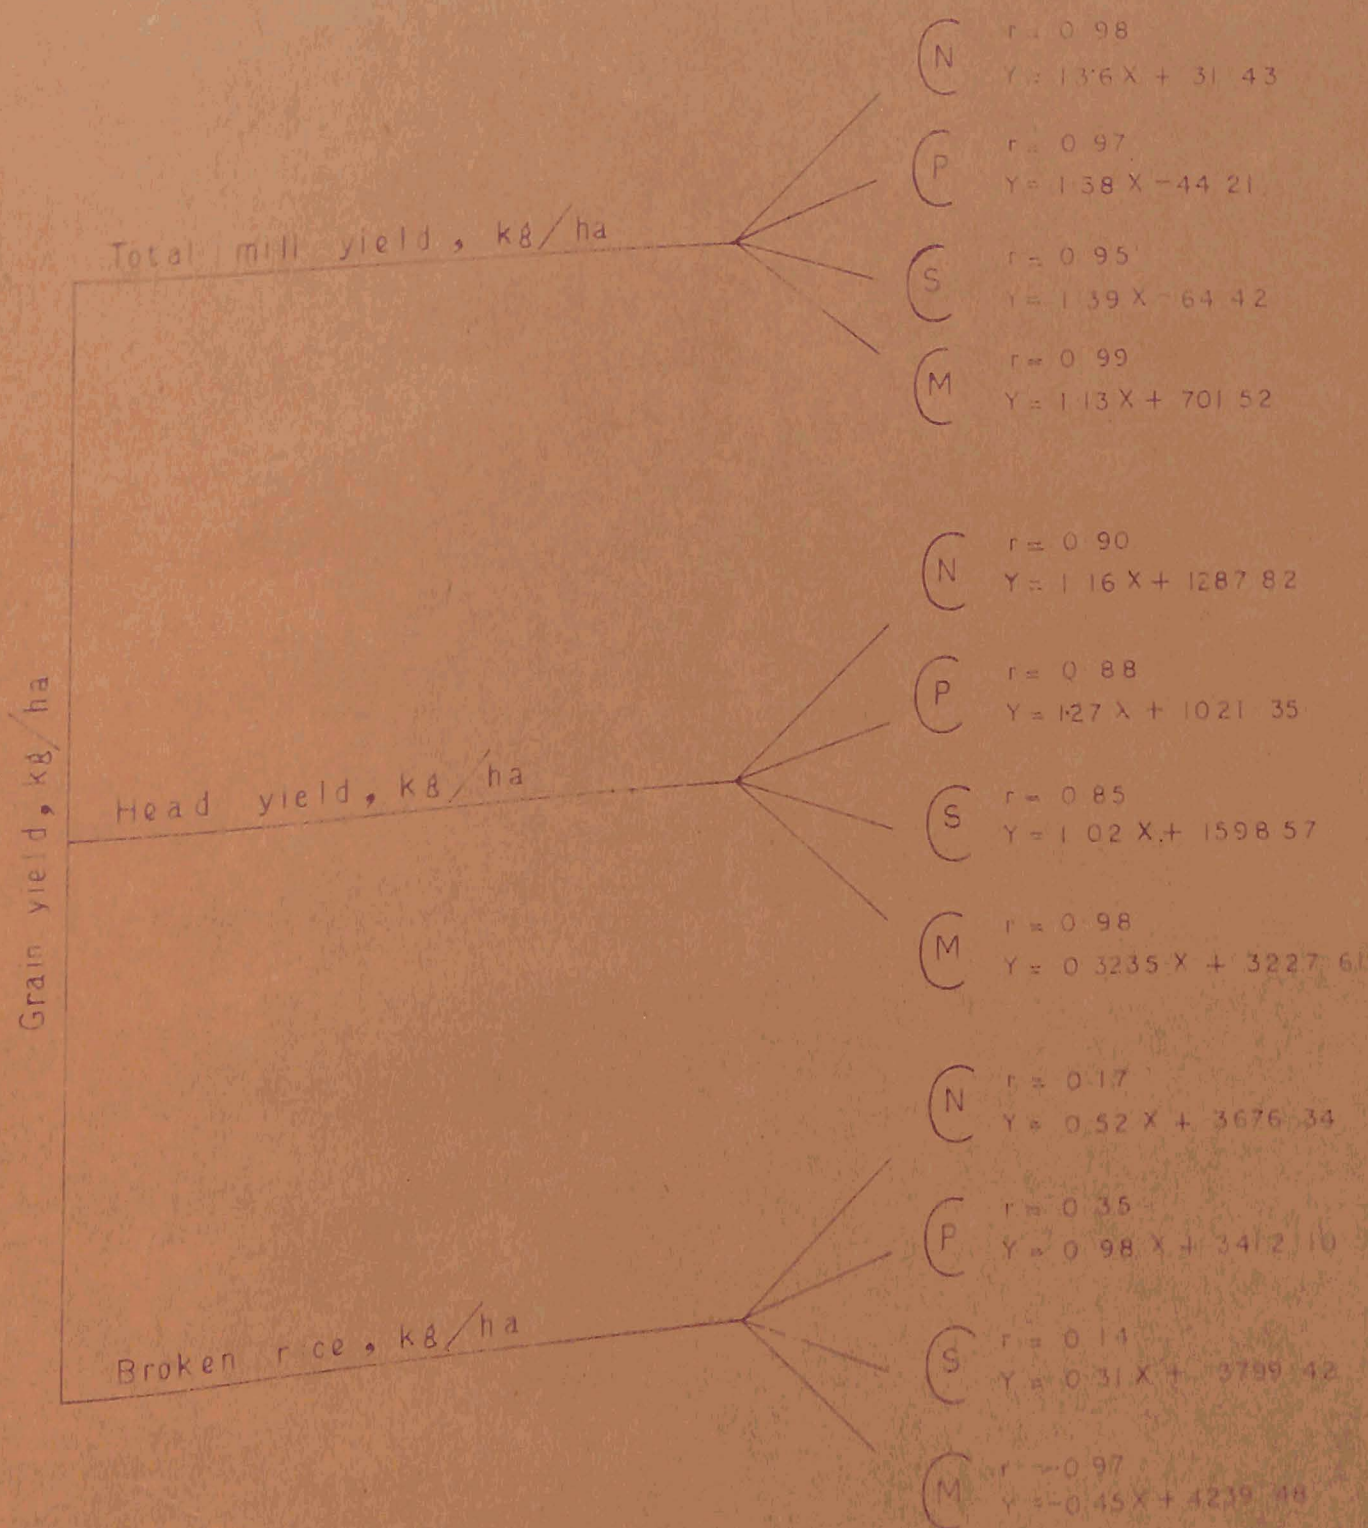 N r = 0.98
Y = 13.6 X + 31.43
P r = 0.97
Y = 1.38 X - 44.21
Total mill yield, kg/ha
S r = 0.95
Y = 1.39 X - 64.42
M r = 0.99
Y = 1.13 X + 701.52
N r = 0.90
Y = 1.16 X + 1287.82
P r = 0.88
Y = 1.27 X + 1021.35
Grain yield, kg/ha
Head yield, kg/ha
S r = 0.85
Y = 1.02 X + 1598.57
M r = 0.98
Y = 0.3235 X + 3227.61
N r = 0.17
Y = 0.52 X + 3676.34
P r = 0.35
Y = 0.98 X + 3412.10
Broken rice, kg/ha
S r = 0.14
Y = 0.31 X + 3799.42
M r -0.97
Y = -0.45 X + 4239.48